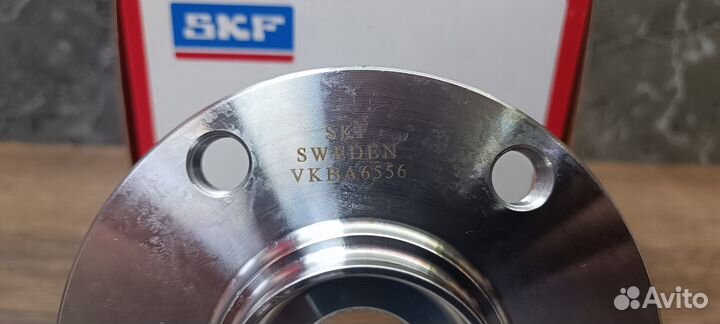 SKF
SKF
SWEDEN
VKBA6556
Avito